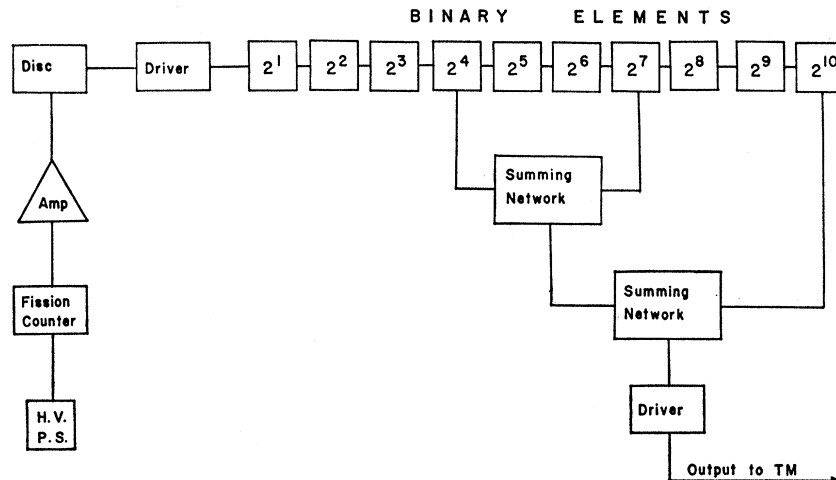 BINARY ELEMENTS
Disc
Driver
2¹
2²
2³
2⁴
2⁵
2⁶
2⁷
2⁸
2⁹
2¹⁰
Amp
Summing
Network
Fission
Counter
Summing
Network
H.V.
P.S.
Driver
Output to TM